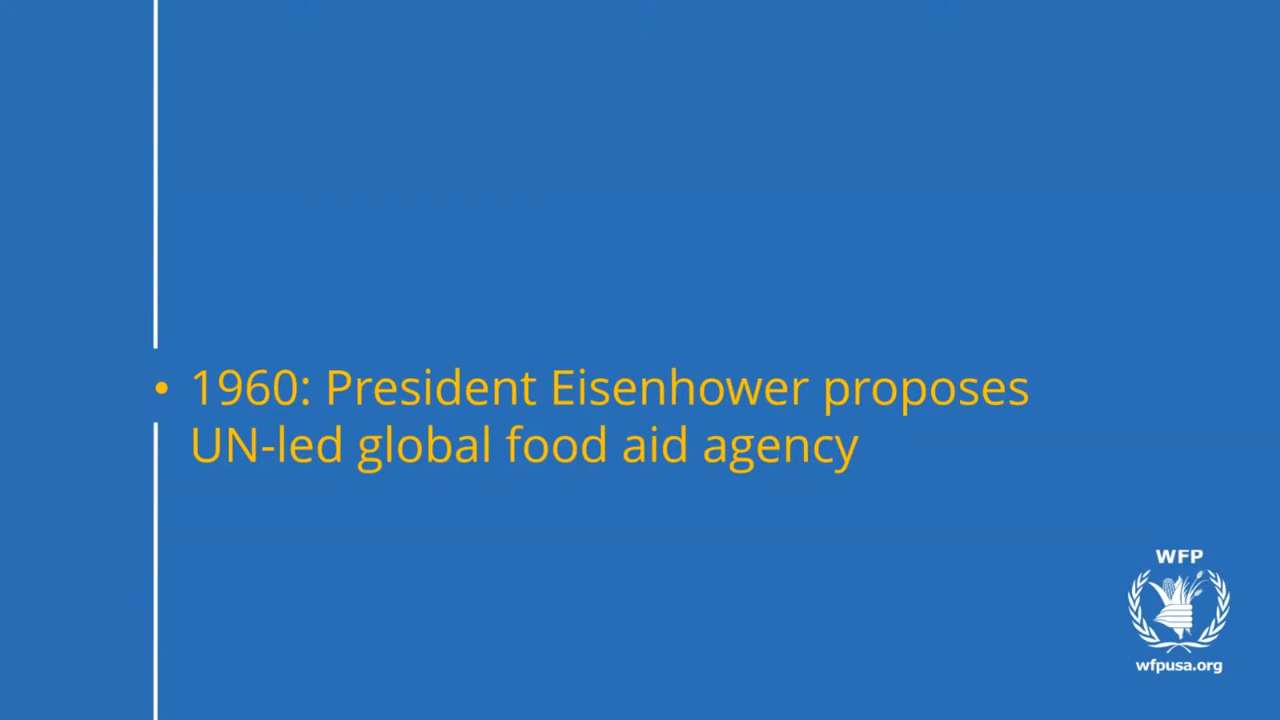 • 1960: President Eisenhower proposes
UN-led global food aid agency
WFP
wfpusa.org